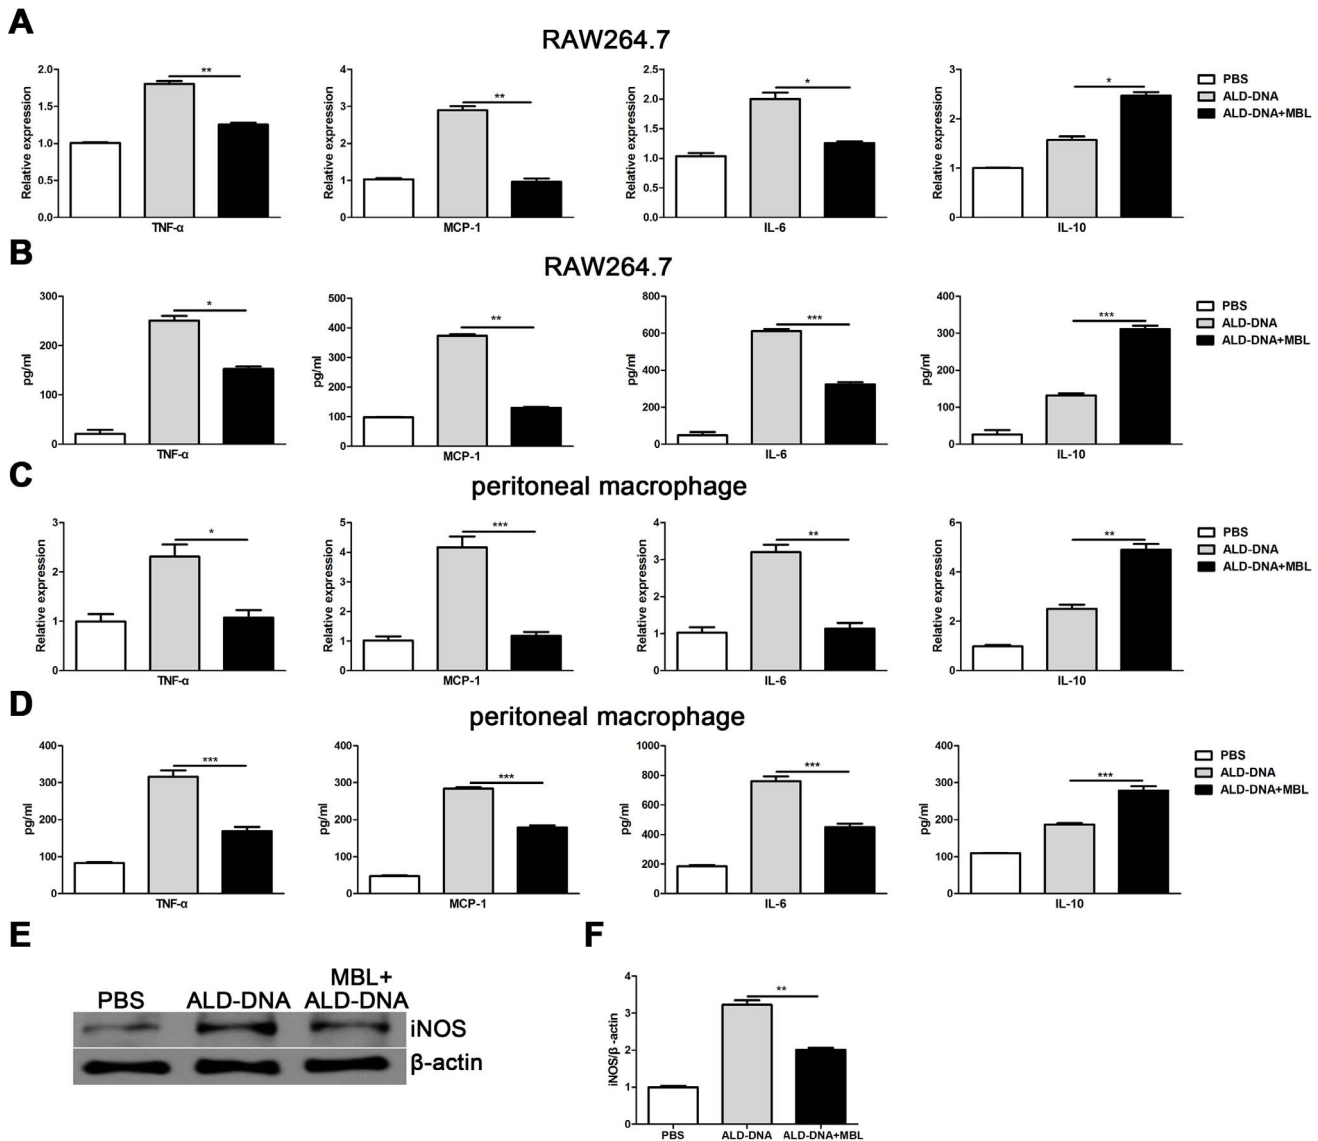 A
RAW264.7
Relative expression
2.0
1.5
1.0
0.5
0.0
**
TNF-α
Relative expression
4
3
2
1
0
**
MCP-1
Relative expression
2.5
2.0
1.5
1.0
0.5
0.0
*
IL-6
Relative expression
3
2
1
0
*
IL-10
PBS
ALD-DNA
ALD-DNA+MBL
B
RAW264.7
pg/ml
300
200
100
0
*
TNF-α
pg/ml
500
400
300
200
100
0
**
MCP-1
pg/ml
800
600
400
200
0
***
IL-6
pg/ml
400
300
200
100
0
***
IL-10
PBS
ALD-DNA
ALD-DNA+MBL
C
peritoneal macrophage
Relative expression
3
2
1
0
*
TNF-α
Relative expression
5
4
3
2
1
0
***
MCP-1
Relative expression
4
3
2
1
0
**
IL-6
Relative expression
6
4
2
0
**
IL-10
PBS
ALD-DNA
ALD-DNA+MBL
D
peritoneal macrophage
pg/ml
400
300
200
100
0
***
TNF-α
pg/ml
400
300
200
100
0
***
MCP-1
pg/ml
1000
800
600
400
200
0
***
IL-6
pg/ml
400
300
200
100
0
***
IL-10
PBS
ALD-DNA
ALD-DNA+MBL
E
PBS
ALD-DNA
MBL+
ALD-DNA
iNOS
β-actin
F
iNOS/β -actin
4
3
2
1
0
**
PBS
ALD-DNA
ALD-DNA+MBL